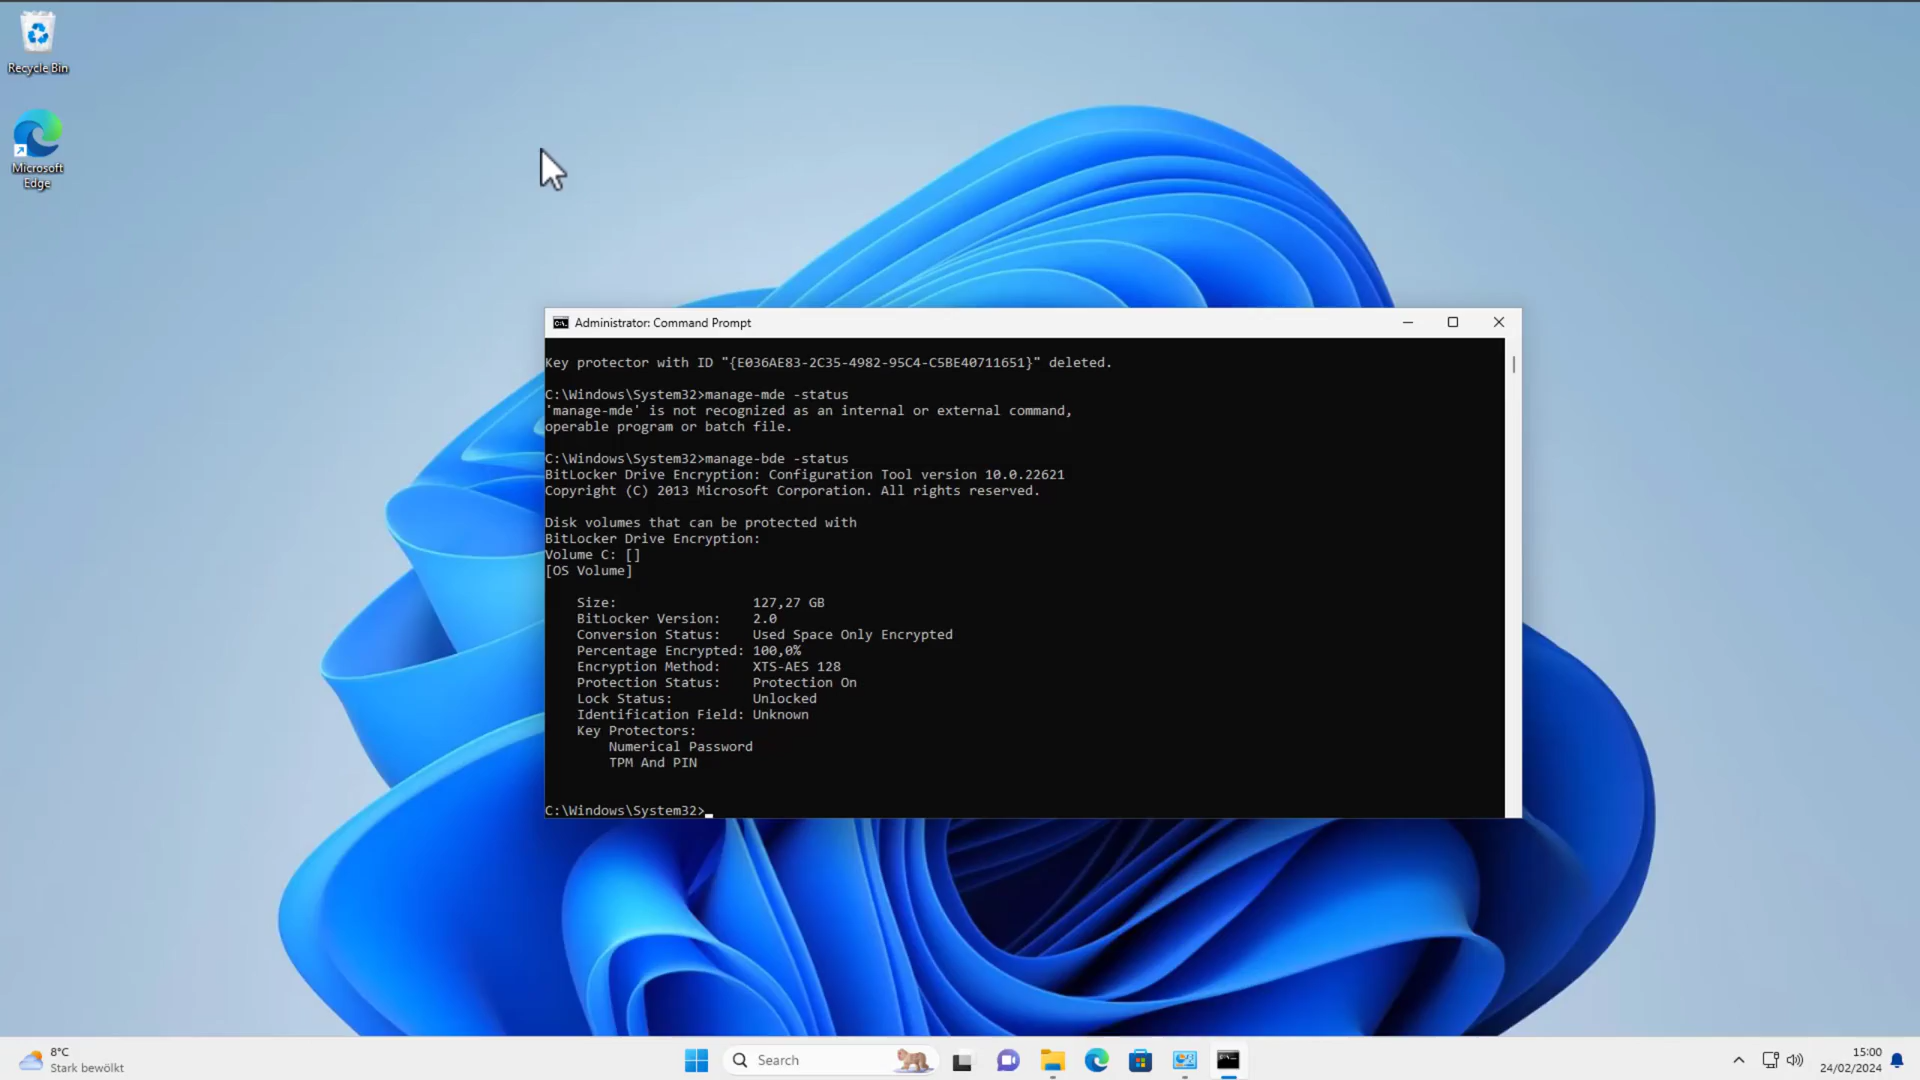 Recycle Bin
Microsoft
Edge
Administrator: Command Prompt
Key protector with ID "{E036AE83-2C35-4982-95C4-C5BE40711651}" deleted.
C:\Windows\System32>manage-mde -status
'manage-mde' is not recognized as an internal or external command,
operable program or batch file.
C:\Windows\System32>manage-bde -status
BitLocker Drive Encryption: Configuration Tool version 10.0.22621
Copyright (C) 2013 Microsoft Corporation. All rights reserved.
Disk volumes that can be protected with
BitLocker Drive Encryption:
Volume C: []
[OS Volume]
Size: 127,27 GB
BitLocker Version: 2.0
Conversion Status: Used Space Only Encrypted
Percentage Encrypted: 100,0%
Encryption Method: XTS-AES 128
Protection Status: Protection On
Lock Status: Unlocked
Identification Field: Unknown
Key Protectors:
Numerical Password
TPM And PIN
C:\Windows\System32>
8°C
Stark bewölkt
Search
15:00
24/02/2024